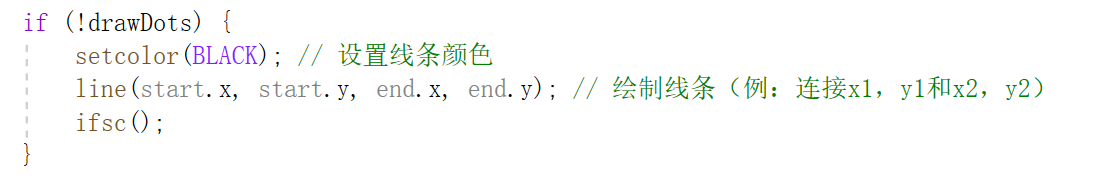 if (!drawDots) {
setcolor(BLACK); // 设置线条颜色
line(start.x, start.y, end.x, end.y); // 绘制线条（例：连接x1，y1和x2，y2）
ifsc();
}